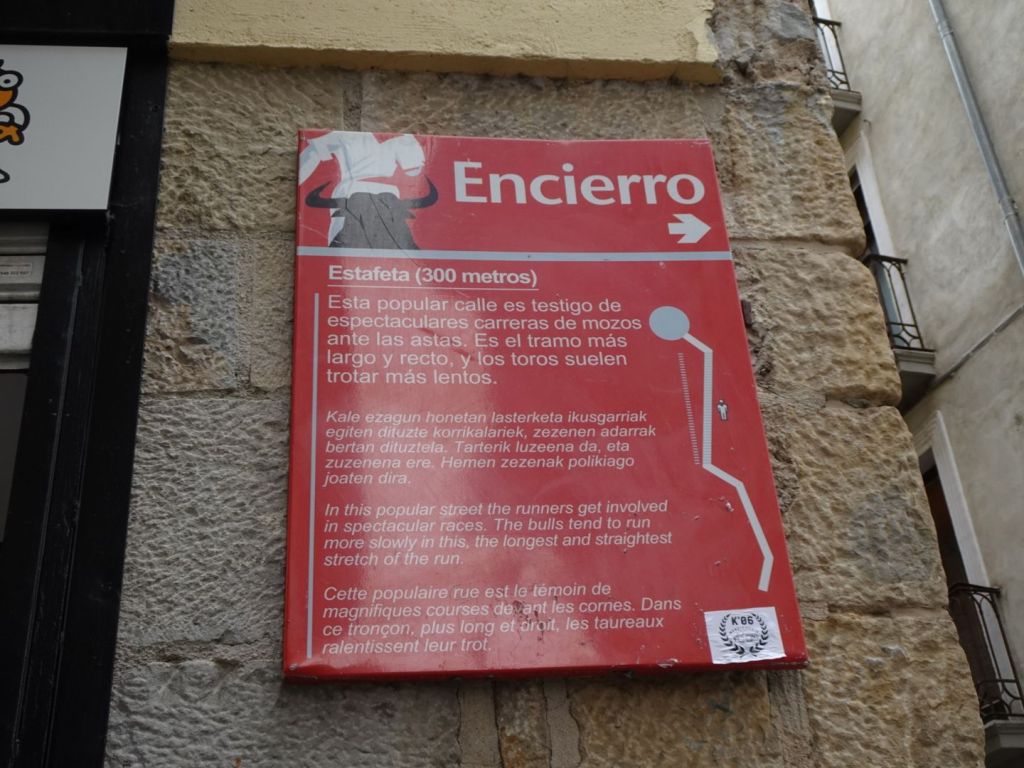 Encierro
Estafeta (300 metros)
Esta popular calle es testigo de
espectaculares carreras de mozos
ante las astas. Es el tramo más
largo y recto, y los toros suelen
trotar más lentos.
Kale ezagun honetan lasterketa ikusgarriak
egiten dituzte korrikalariek, zezenen adarrak
bertan dituztela. Tarterik luzeena da, eta
zuzenena ere. Hemen zezenak polikiago
joaten dira.
In this popular street the runners get involved
in spectacular races. The bulls tend to run
more slowly in this, the longest and straightest
stretch of the run.
Cette populaire rue est le témoin de
magnifiques courses devant les cornes. Dans
ce tronçon, plus long et droit, les taureaux
ralentissent leur trot.
K'06